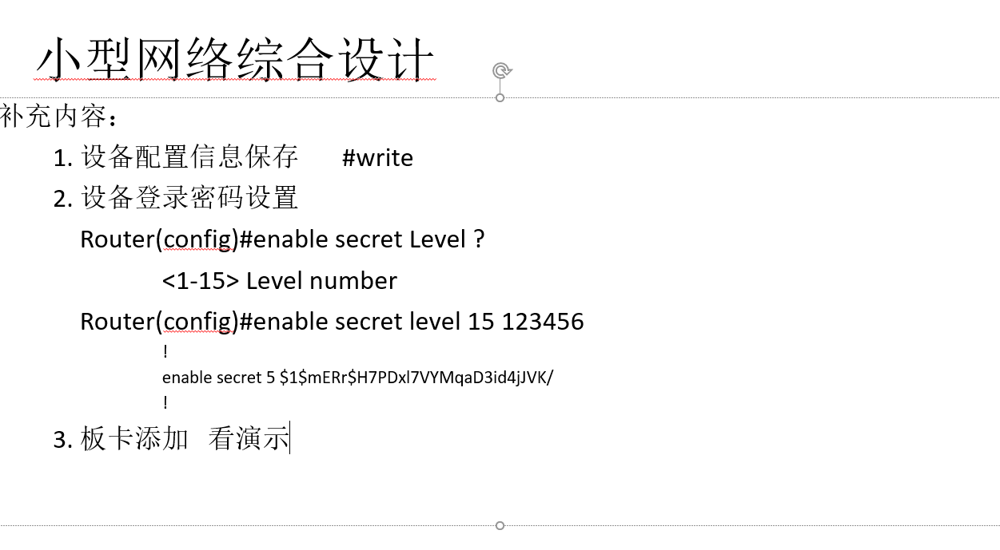 小型网络综合设计
补充内容：
1. 设备配置信息保存 #write
2. 设备登录密码设置
Router(config)#enable secret Level ?
<1-15> Level number
Router(config)#enable secret level 15 123456
!
enable secret 5 $1$mERr$H7PDxl7VYMqaD3id4jJVK/
!
3. 板卡添加 看演示